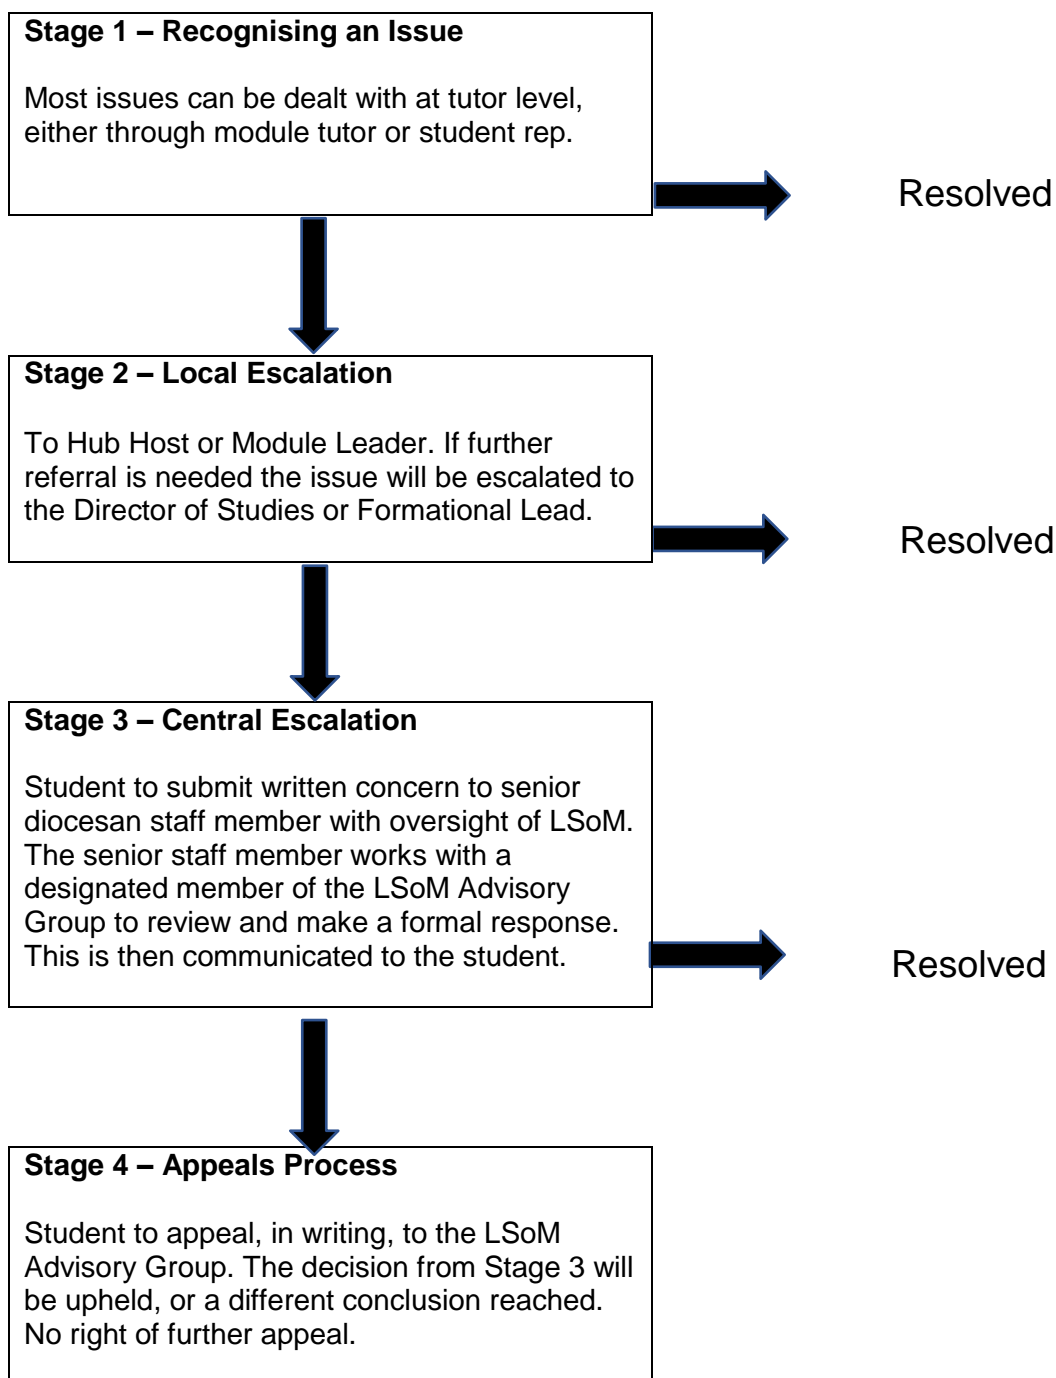 Stage 1 – Recognising an Issue
Most issues can be dealt with at tutor level,
either through module tutor or student rep.
Resolved
Stage 2 – Local Escalation
To Hub Host or Module Leader. If further
referral is needed the issue will be escalated to
the Director of Studies or Formational Lead.
Resolved
Stage 3 – Central Escalation
Student to submit written concern to senior
diocesan staff member with oversight of LSoM.
The senior staff member works with a
designated member of the LSoM Advisory
Group to review and make a formal response.
This is then communicated to the student.
Resolved
Stage 4 – Appeals Process
Student to appeal, in writing, to the LSoM
Advisory Group. The decision from Stage 3 will
be upheld, or a different conclusion reached.
No right of further appeal.